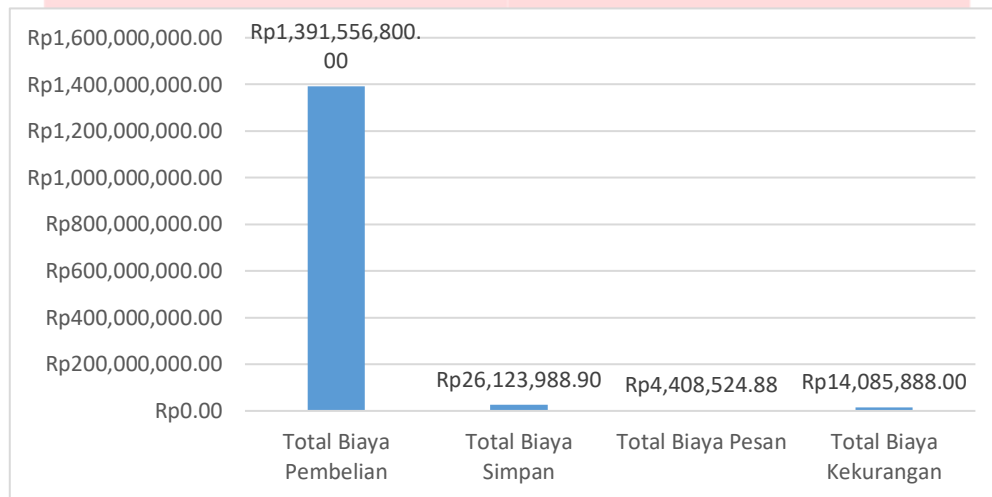 Rp1,600,000,000.00
Rp1,400,000,000.00
Rp1,200,000,000.00
Rp1,000,000,000.00
Rp800,000,000.00
Rp600,000,000.00
Rp400,000,000.00
Rp200,000,000.00
Rp0.00
Rp1,391,556,800.
00
Rp26,123,988.90
Rp4,408,524.88
Rp14,085,888.00
Total Biaya
Pembelian
Total Biaya
Simpan
Total Biaya Pesan
Total Biaya
Kekurangan